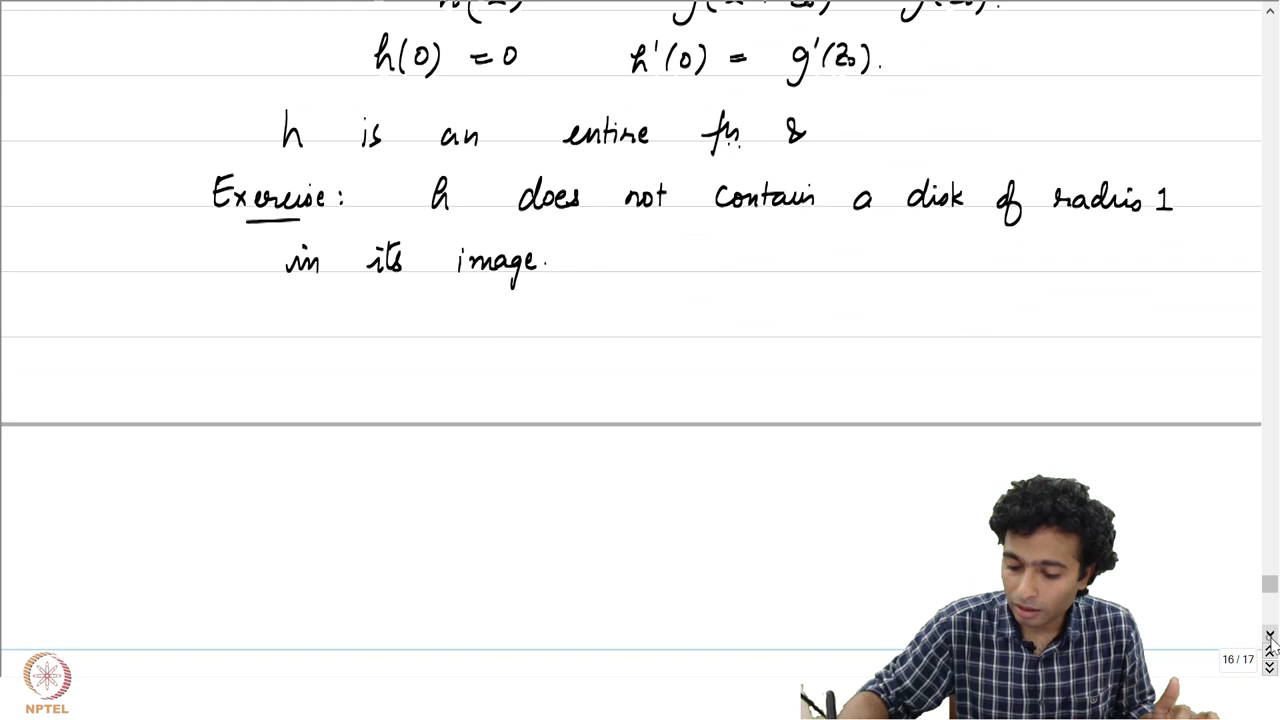 h(0) = 0 h'(0) = g'(z₀).
h is an entire fn. &
Exercise: h does not contain a disk of radius 1
in its image.
16 / 17
NPTEL